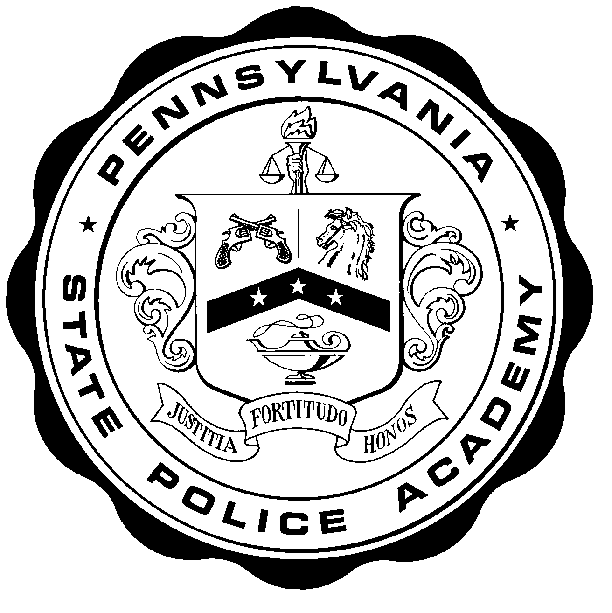 PENNSYLVANIA
STATE POLICE ACADEMY
JUSTITIA FORTITUDO HONOS